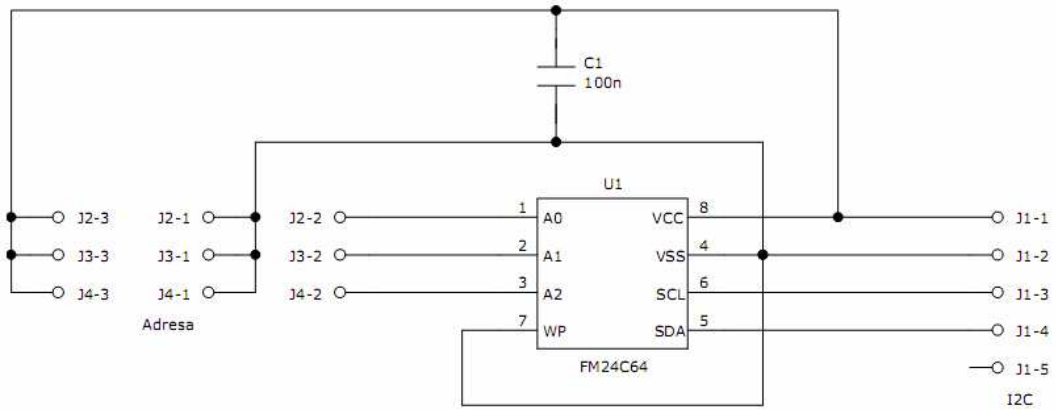 C1
100n
U1
J2-3 J2-1 J2-2 1 A0 VCC 8 J1-1
J3-3 J3-1 J3-2 2 A1 VSS 4 J1-2
J4-3 J4-1 J4-2 3 A2 SCL 6 J1-3
Adresa 7 WP SDA 5 J1-4
FM24C64 J1-5
I2C